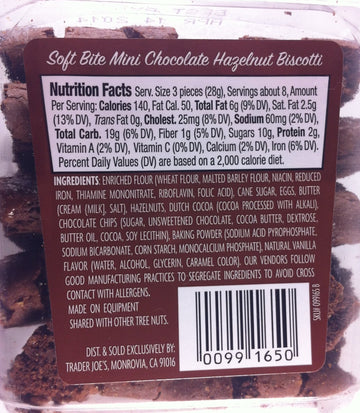 APR 14 2014
Soft Bite Mini Chocolate Hazelnut Biscotti
Nutrition Facts Serv. Size 3 pieces (28g), Servings about 8, Amount
Per Serving: Calories 140, Fat Cal. 50, Total Fat 6g (9% DV), Sat. Fat 2.5g
(13% DV), Trans Fat 0g, Cholest. 25mg (8% DV), Sodium 60mg (2% DV),
Total Carb. 19g (6% DV), Fiber 1g (5% DV), Sugars 10g, Protein 2g,
Vitamin A (2% DV), Vitamin C (0% DV), Calcium (2% DV), Iron (6% DV).
Percent Daily Values (DV) are based on a 2,000 calorie diet.
INGREDIENTS: ENRICHED FLOUR (WHEAT FLOUR, MALTED BARLEY FLOUR, NIACIN, REDUCED
IRON, THIAMINE MONONITRATE, RIBOFLAVIN, FOLIC ACID). CANE SUGAR, EGGS, BUTTER
(CREAM [MILK], SALT), HAZELNUTS, DUTCH COCOA (COCOA PROCESSED WITH ALKALI),
CHOCOLATE CHIPS (SUGAR, UNSWEETENED CHOCOLATE, COCOA BUTTER, DEXTROSE,
BUTTER OIL, COCOA, SOY LECITHIN), BAKING POWDER (SODIUM ACID PYROPHOSPHATE,
SODIUM BICARBONATE, CORN STARCH, MONOCALCIUM PHOSPHATE), NATURAL VANILLA
FLAVOR (WATER, ALCOHOL, GLYCERIN, CARAMEL COLOR). OUR VENDORS FOLLOW
GOOD MANUFACTURING PRACTICES TO SEGREGATE INGREDIENTS TO AVOID CROSS
CONTACT WITH ALLERGENS.
MADE ON EQUIPMENT
SHARED WITH OTHER TREE NUTS.
DIST. & SOLD EXCLUSIVELY BY:
TRADER JOE'S, MONROVIA, CA 91016
0099 1650
SKU# 099165 B